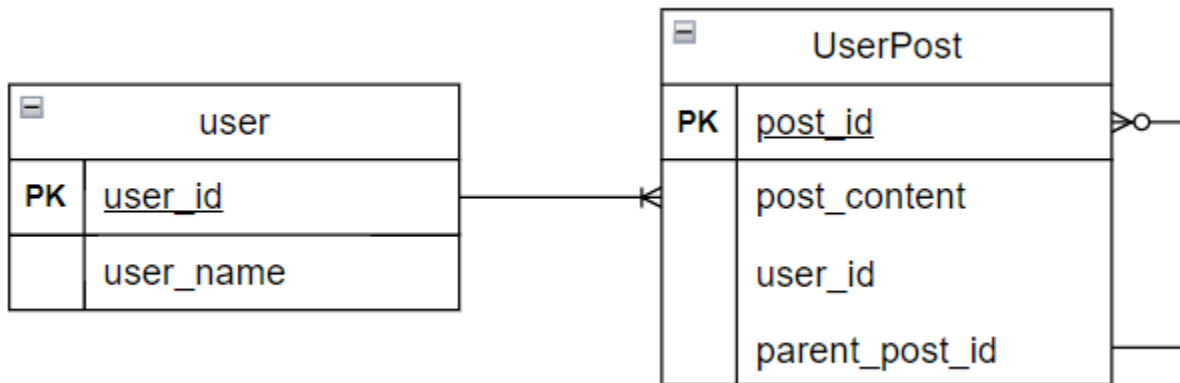 user
PK user_id
user_name
UserPost
PK post_id
post_content
user_id
parent_post_id